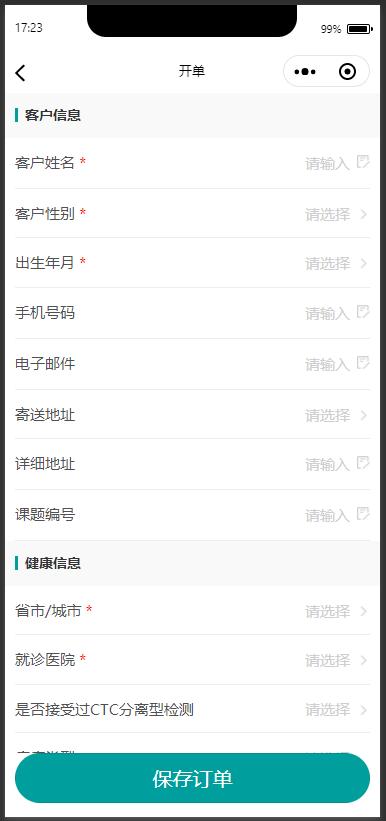 17:23 99%
开单
客户信息
客户姓名 * 请输入
客户性别 * 请选择
出生年月 * 请选择
手机号码 请输入
电子邮件 请输入
寄送地址 请选择
详细地址 请输入
课题编号 请输入
健康信息
省市/城市 * 请选择
就诊医院 * 请选择
是否接受过CTC分离型检测 请选择
保存订单